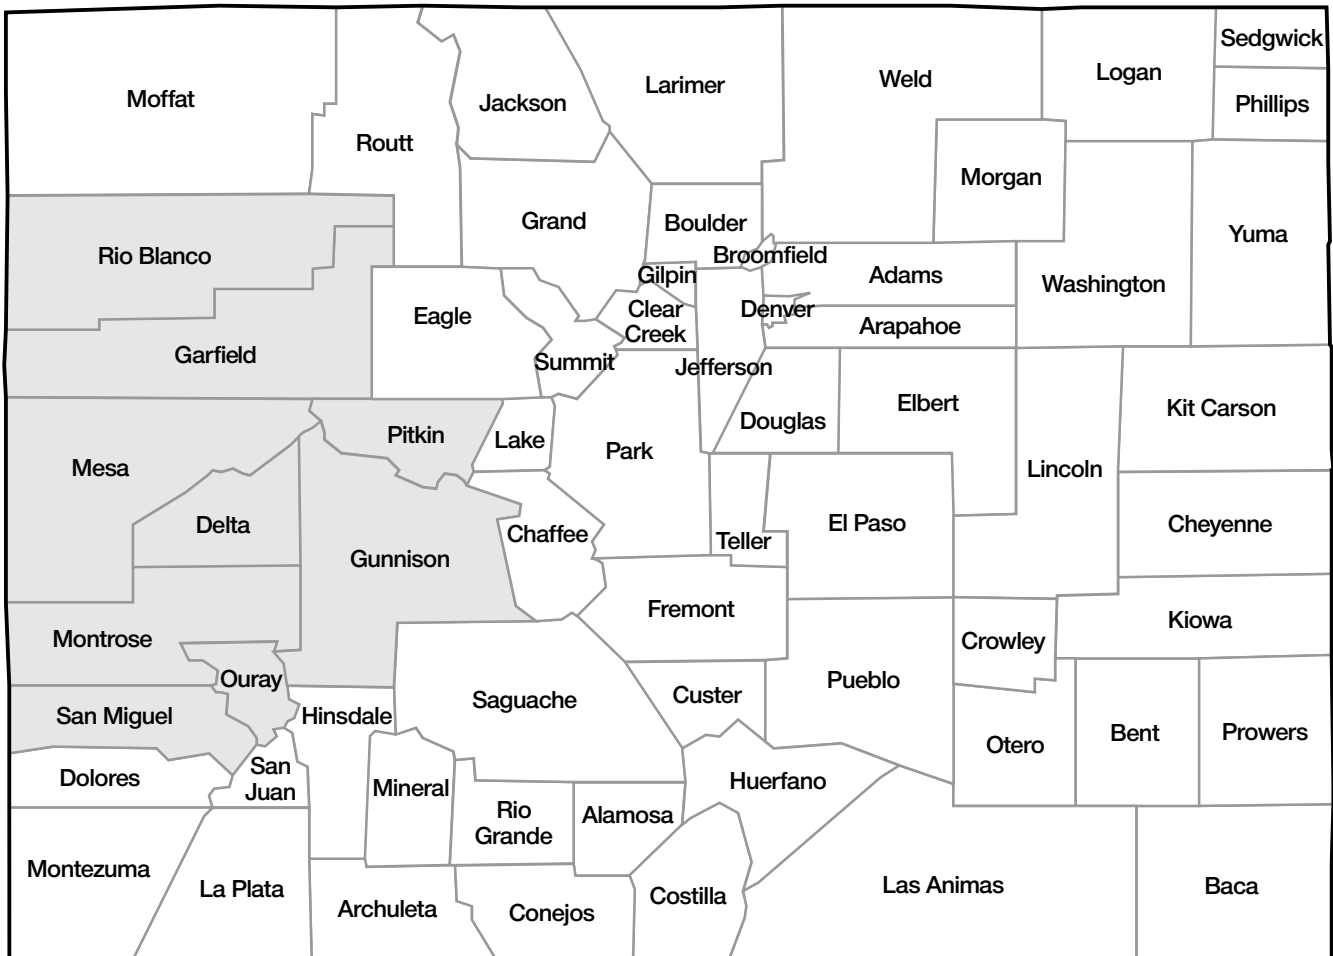 Sedgwick
Logan
Weld
Larimer
Moffat
Jackson
Phillips
Routt
Morgan
Grand
Boulder
Yuma
Rio Blanco
Broomfield
Gilpin
Adams
Washington
Eagle
Clear
Creek
Denver
Arapahoe
Garfield
Summit
Jefferson
Elbert
Kit Carson
Douglas
Pitkin
Lake
Park
Mesa
Lincoln
Delta
El Paso
Cheyenne
Chaffee
Teller
Gunnison
Fremont
Kiowa
Montrose
Crowley
Ouray
Pueblo
Custer
Saguache
San Miguel
Hinsdale
Bent
Prowers
Otero
Dolores
San
Juan
Mineral
Huerfano
Rio
Grande
Alamosa
Montezuma
La Plata
Las Animas
Baca
Costilla
Archuleta
Conejos